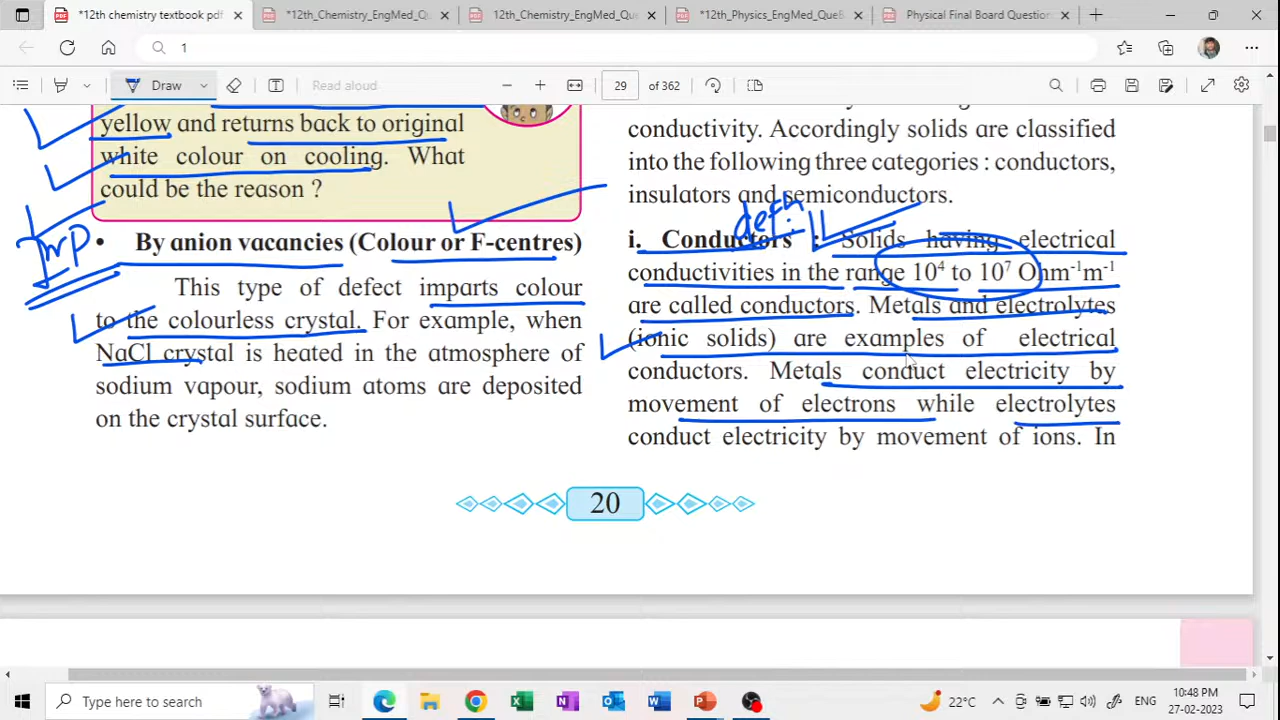 *12th chemistry textbook pdf
*12th_Chemistry_EngMed_Qu
*12th_Chemistry_EngMed_Que
*12th_Physics_EngMed_QueB
Physical Final Board Question
1
Draw
Read aloud
29 of 362
yellow and returns back to original
white colour on cooling. What
could be the reason ?
Imp
• By anion vacancies (Colour or F-centres)
This type of defect imparts colour
to the colourless crystal. For example, when
NaCl crystal is heated in the atmosphere of
sodium vapour, sodium atoms are deposited
on the crystal surface.
conductivity. Accordingly solids are classified
into the following three categories : conductors,
insulators and semiconductors.
defn:
i. Conductors : Solids having electrical
conductivities in the range 10⁴ to 10⁷ Ohm⁻¹m⁻¹
are called conductors. Metals and electrolytes
(ionic solids) are examples of electrical
conductors. Metals conduct electricity by
movement of electrons while electrolytes
conduct electricity by movement of ions. In
20
Type here to search
22°C
ENG
10:48 PM
27-02-2023